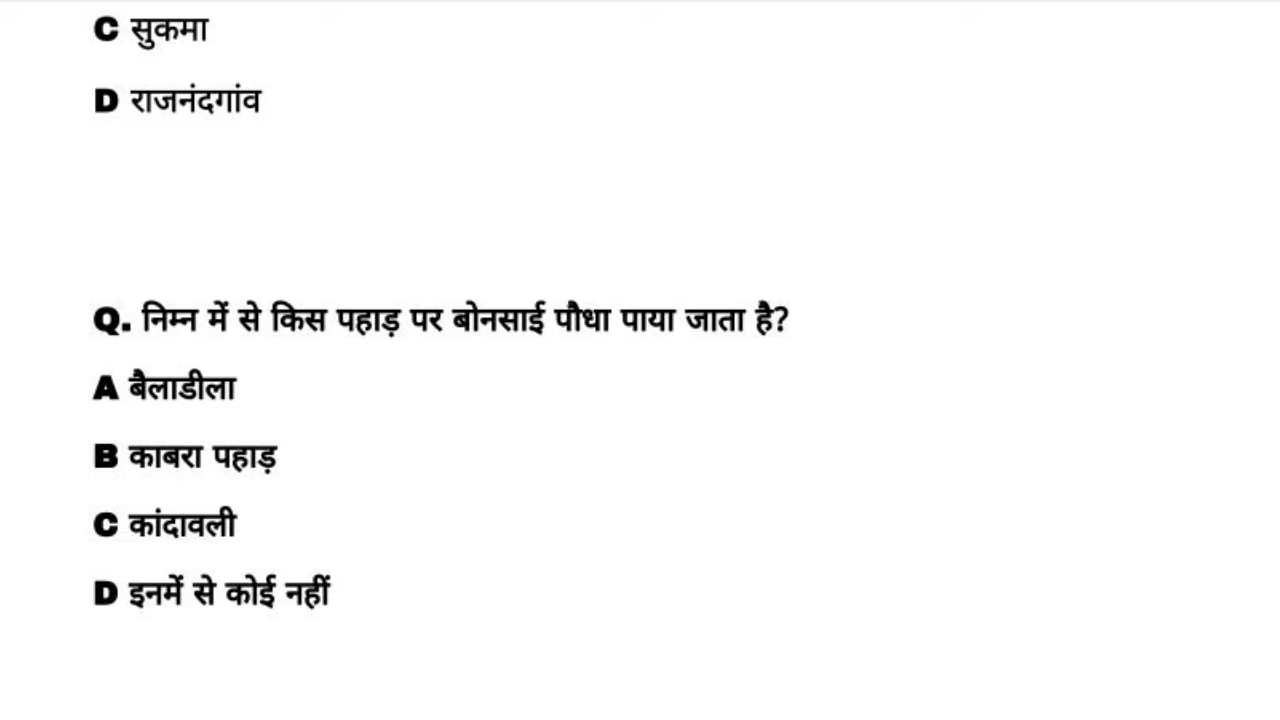 C सुकमा
D राजनंदगांव
Q. निम्न में से किस पहाड़ पर बोनसाई पौधा पाया जाता है?
A बैलाडीला
B काबरा पहाड़
C कांदावली
D इनमें से कोई नहीं